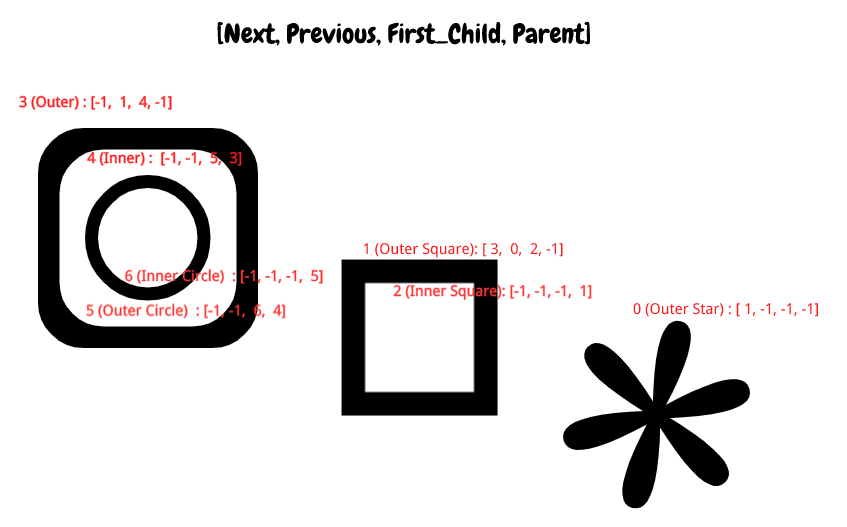 [Next, Previous, First_Child, Parent]
3 (Outer) : [-1, 1, 4, -1]
4 (Inner) : [-1, -1, 5, 3]
6 (Inner Circle) : [-1, -1, -1, 5]
5 (Outer Circle) : [-1, -1, 6, 4]
1 (Outer Square): [ 3, 0, 2, -1]
2 (Inner Square): [-1, -1, -1, 1]
0 (Outer Star) : [ 1, -1, -1, -1]